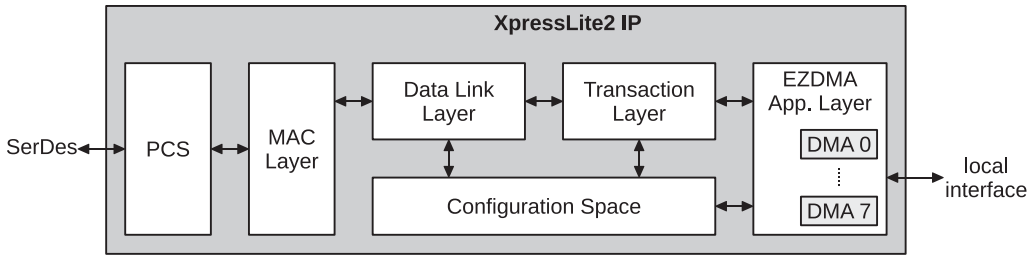 XpressLite2 IP
SerDes
PCS
MAC
Layer
Data Link
Layer
Transaction
Layer
Configuration Space
EZDMA
App. Layer
DMA 0
DMA 7
local
interface